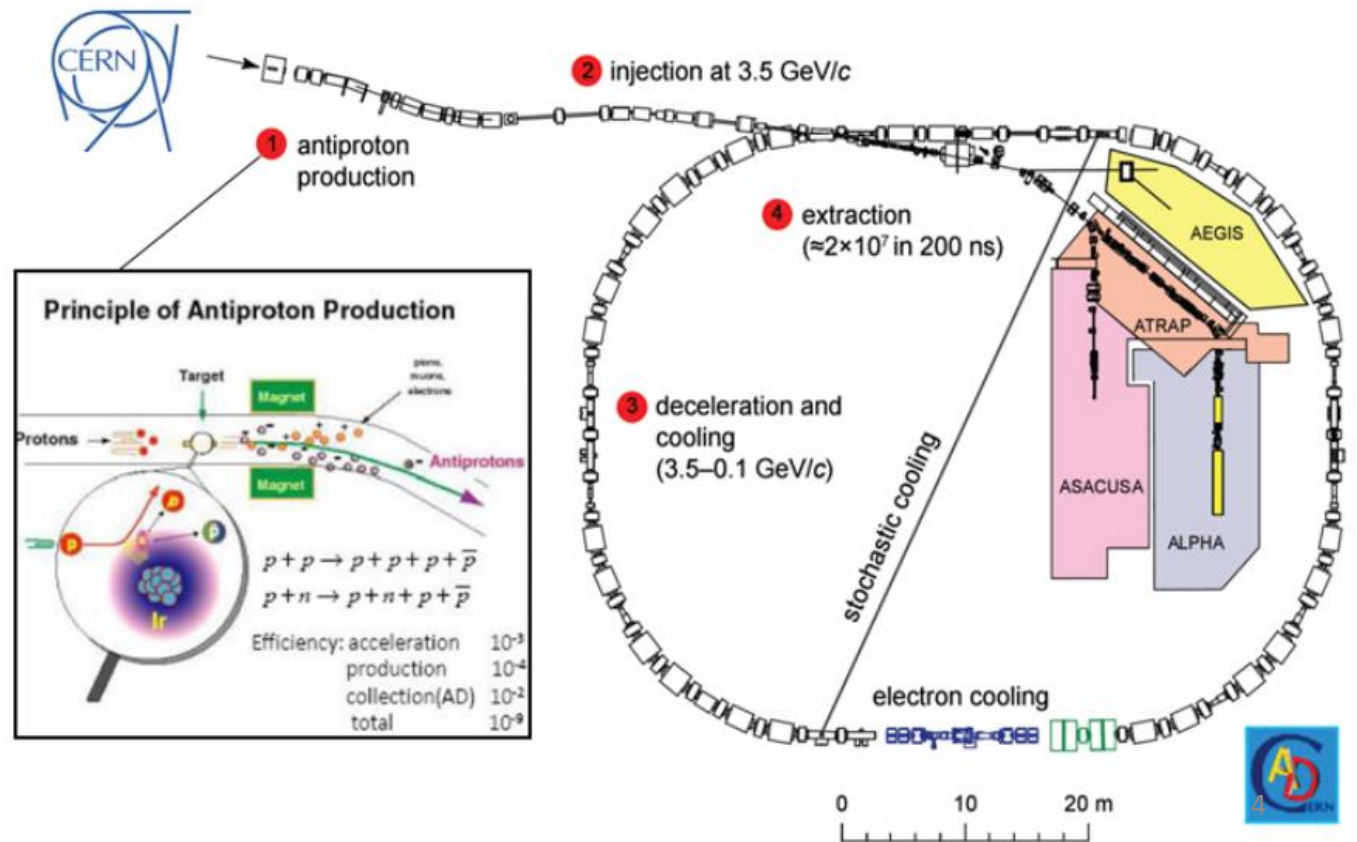 CERN
2 injection at 3.5 GeV/c
1 antiproton
production
4 extraction
(≈2×10⁷ in 200 ns)
AEGIS
ATRAP
3 deceleration and
cooling
(3.5–0.1 GeV/c)
stochastic cooling
ASACUSA
ALPHA
electron cooling
0 10 20 m
Principle of Antiproton Production
Target
Magnet
pions,
muons,
electrons
Protons
Antiprotons
Magnet
p
p
p̅
Ir
p + p → p + p + p + p̅
p + n → p + n + p + p̅
Efficiency: acceleration 10⁻³
production 10⁻⁴
collection(AD) 10⁻²
total 10⁻⁹
AD
4
CERN